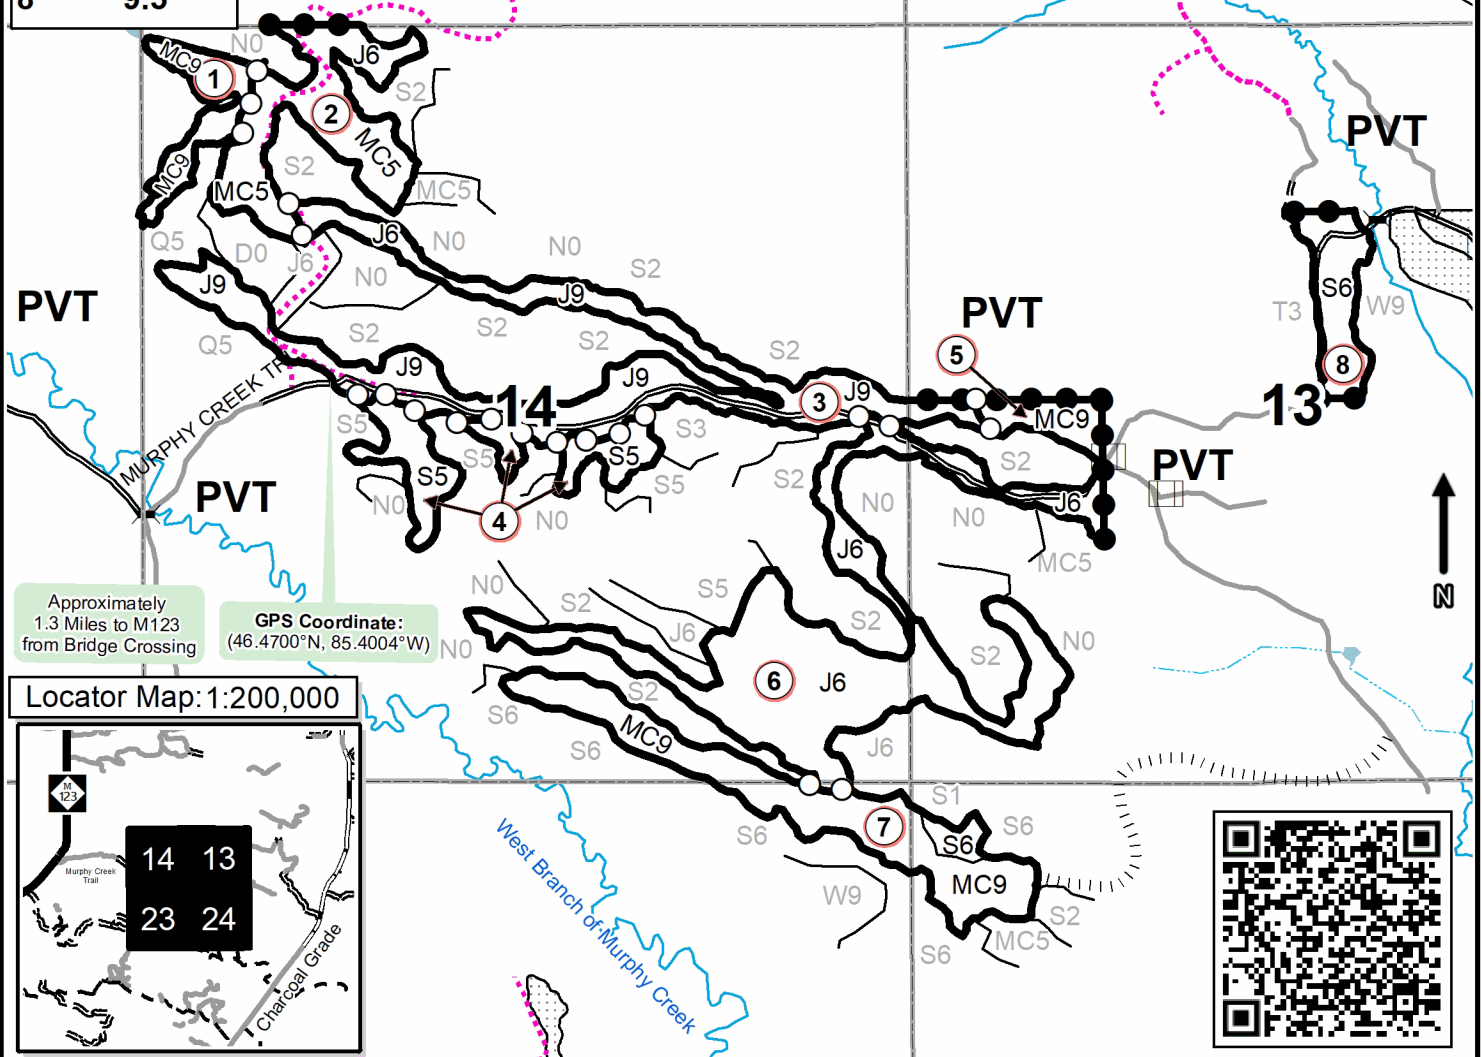 8 9.5
N0
MC9
1
J6
S2
2
MC5
MC9
S2
MC5
MC5
PVT
Q5
D0
J6
J6
N0
N0
N0
S2
J9
J9
PVT
Q5
S2
S2
S2
S2
PVT
T3
S6
W9
5
8
MURPHY CREEK TR
J9
J9
14
3
J9
MC9
13
S5
S5
S5
S5
S3
S5
S2
S2
PVT
PVT
N0
4
N0
N0
N0
J6
MC5
J6
N
Approximately
1.3 Miles to M123
from Bridge Crossing
GPS Coordinate:
(46.4700°N, 85.4004°W)
N0
S2
S5
J6
S2
N0
S2
N0
6
J6
S2
S6
MC9
S6
J6
Locator Map: 1:200,000
M
123
14 13
23 24
Murphy Creek
Trail
Charcoal Grade
West Branch of Murphy Creek
S6
7
S1
S6
S6
MC9
W9
S2
MC5
S6